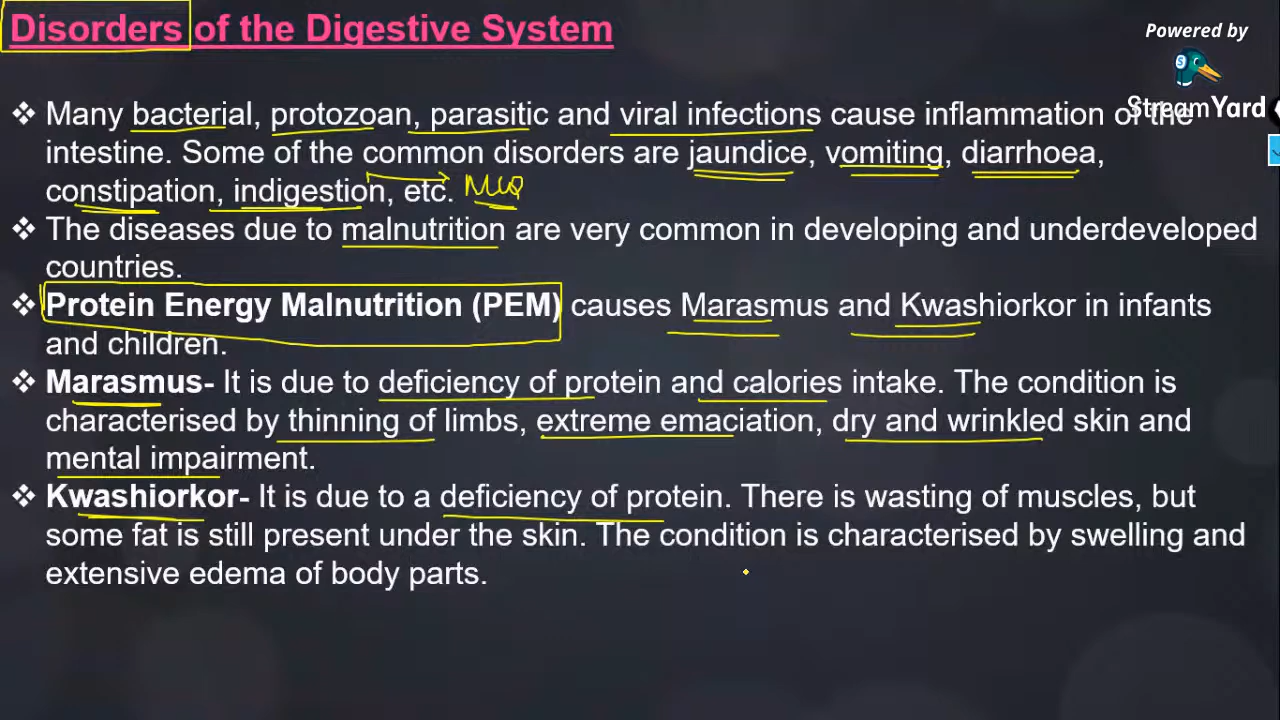 Disorders of the Digestive System
Powered by
StreamYard
❖ Many bacterial, protozoan, parasitic and viral infections cause inflammation of the
intestine. Some of the common disorders are jaundice, vomiting, diarrhoea,
constipation, indigestion, etc. MCQ
❖ The diseases due to malnutrition are very common in developing and underdeveloped
countries.
❖ Protein Energy Malnutrition (PEM) causes Marasmus and Kwashiorkor in infants
and children.
❖ Marasmus- It is due to deficiency of protein and calories intake. The condition is
characterised by thinning of limbs, extreme emaciation, dry and wrinkled skin and
mental impairment.
❖ Kwashiorkor- It is due to a deficiency of protein. There is wasting of muscles, but
some fat is still present under the skin. The condition is characterised by swelling and
extensive edema of body parts.